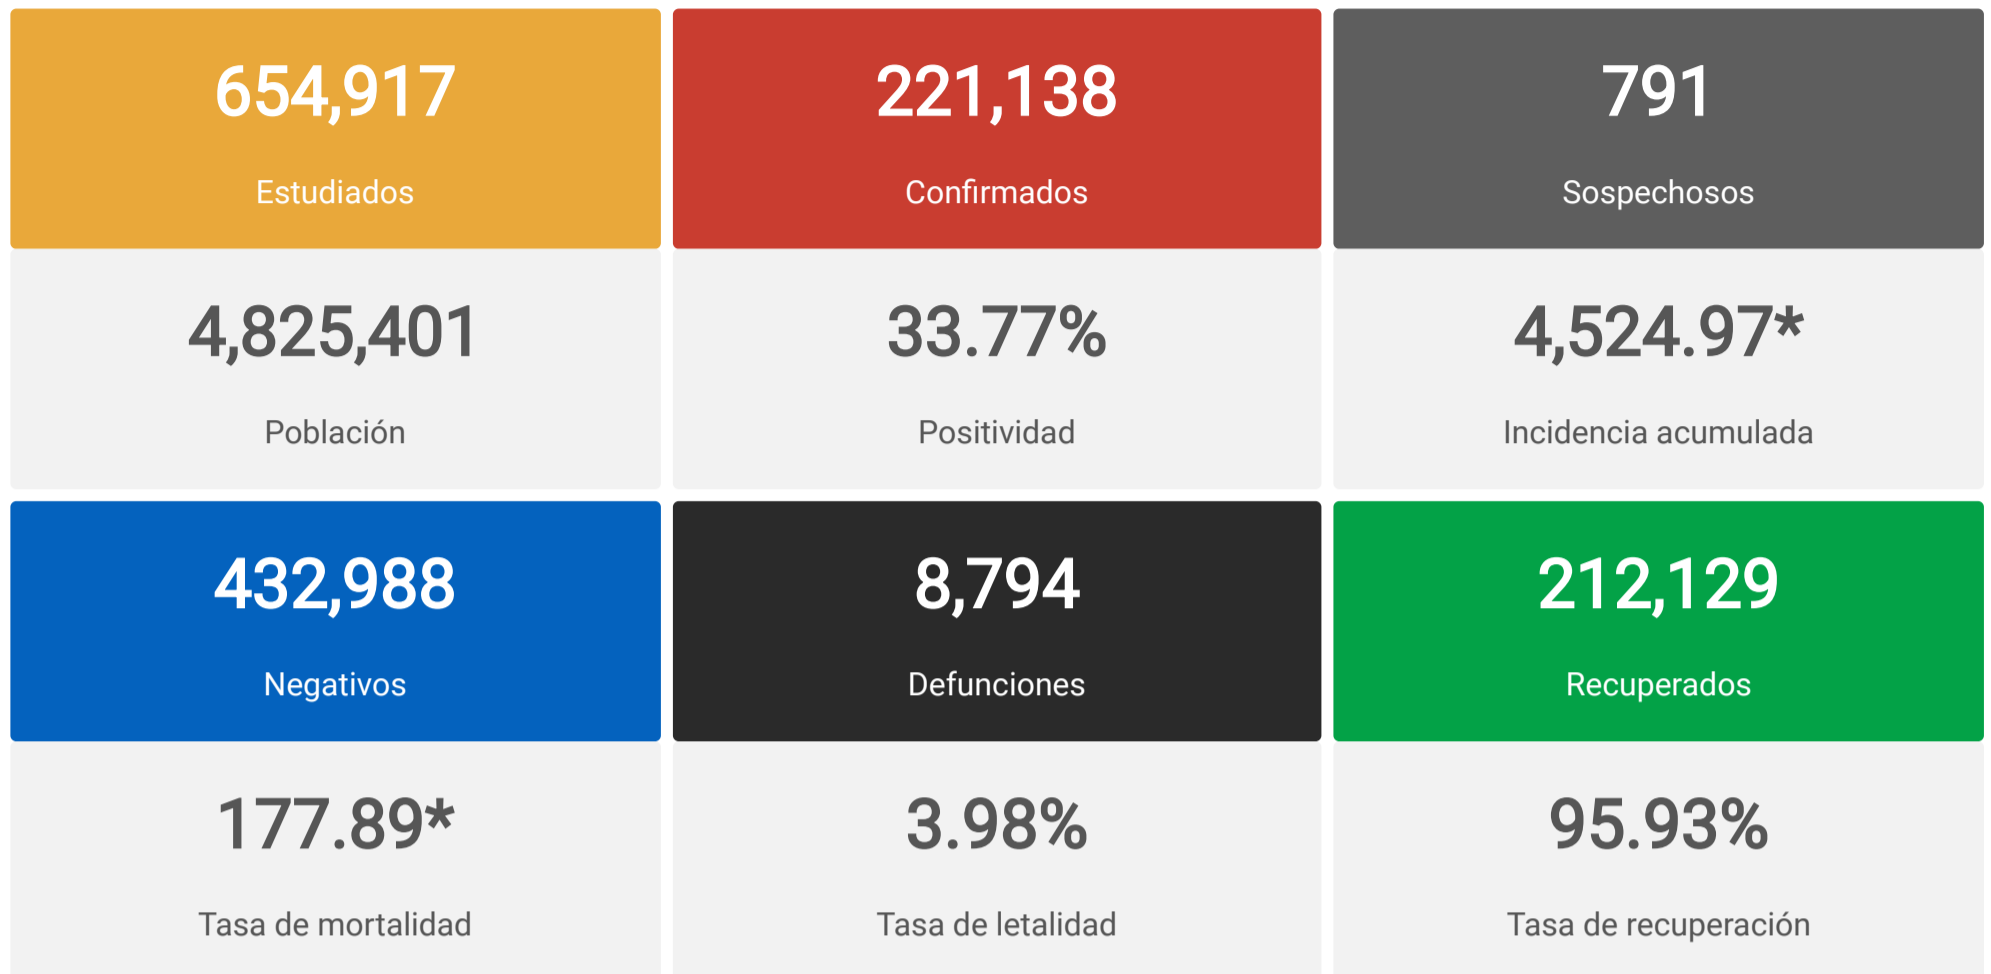 654,917
Estudiados
4,825,401
Población
221,138
Confirmados
33.77%
Positividad
791
Sospechosos
4,524.97*
Incidencia acumulada
432,988
Negativos
177.89*
Tasa de mortalidad
8,794
Defunciones
3.98%
Tasa de letalidad
212,129
Recuperados
95.93%
Tasa de recuperación